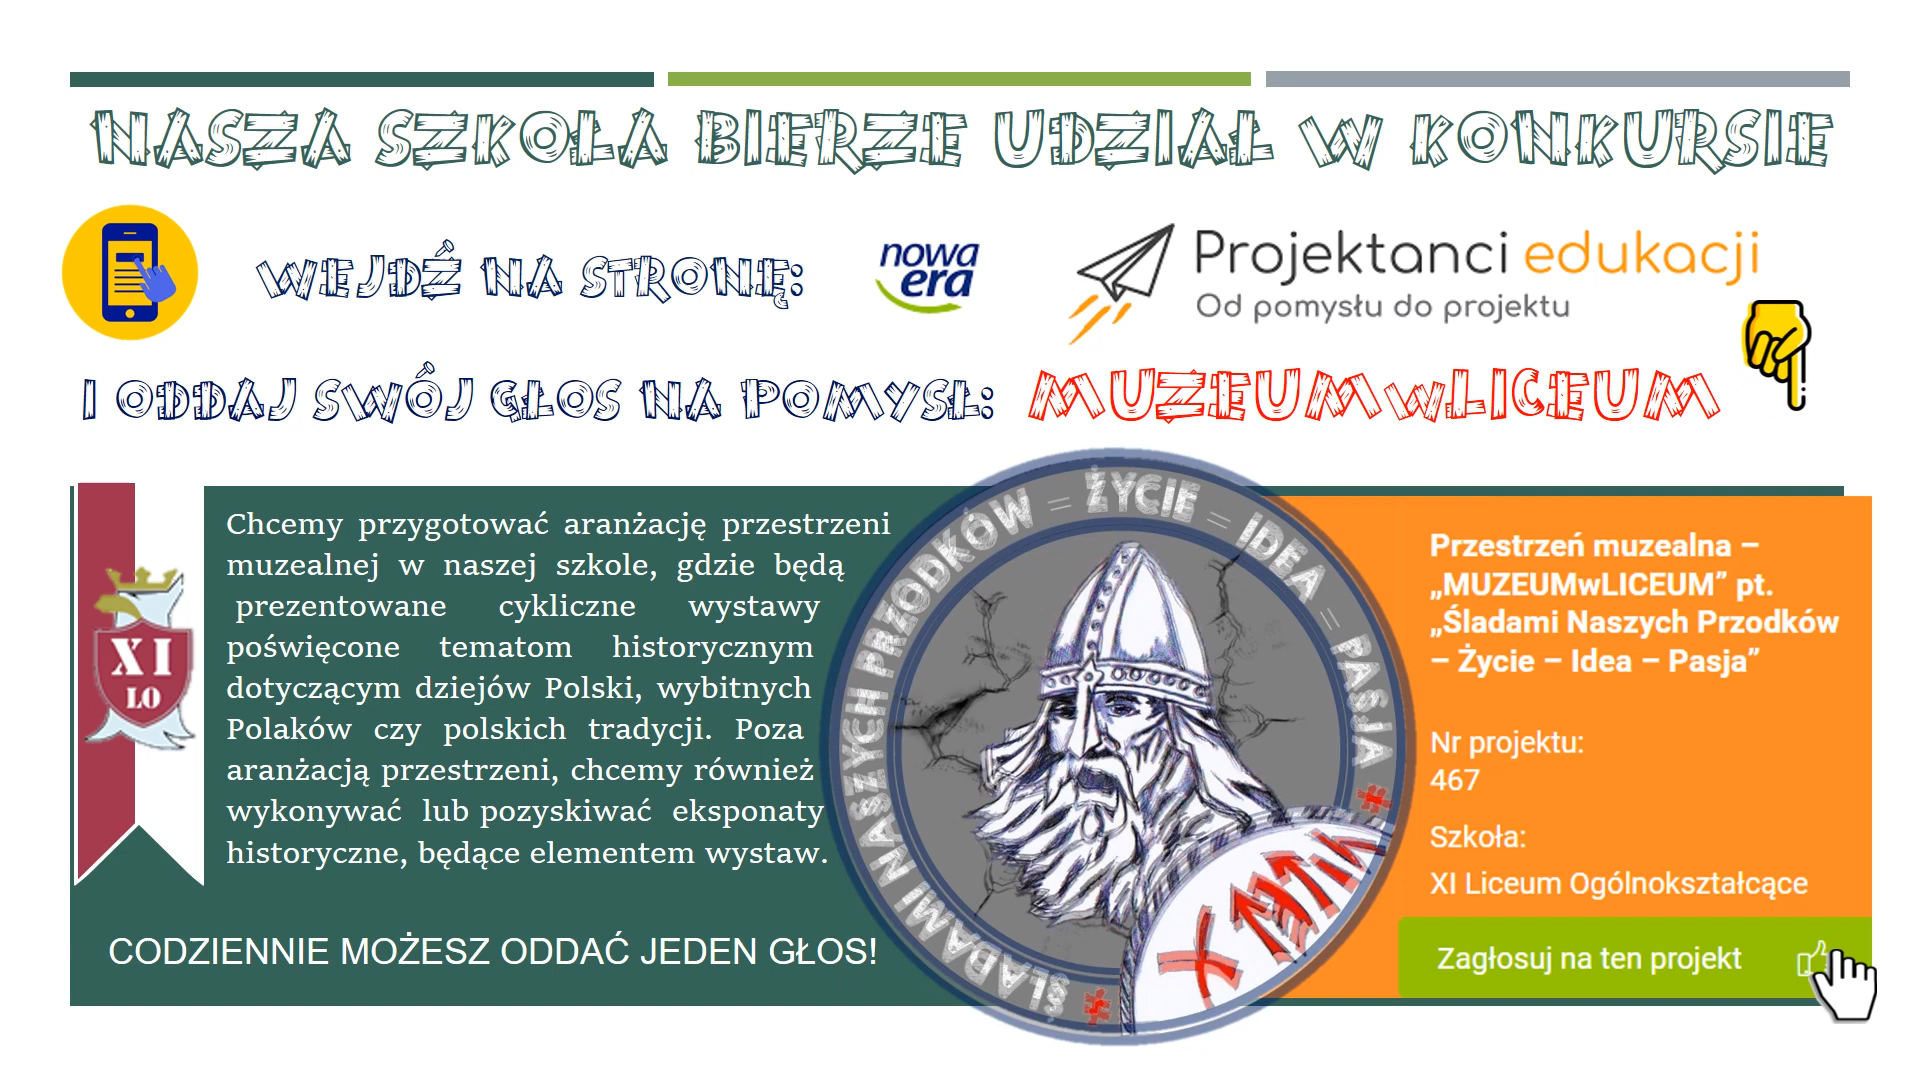 NASZA SZKOŁA BIERZE UDZIAŁ W KONKURSIE
WEJDŹ NA STRONĘ:
nowa
era
Projektanci edukacji
Od pomysłu do projektu
I ODDAJ SWÓJ GŁOS NA POMYSŁ: MUZEUMwLICEUM
XI
LO
Chcemy przygotować aranżację przestrzeni
muzealnej w naszej szkole, gdzie będą
prezentowane cykliczne wystawy
poświęcone tematom historycznym
dotyczącym dziejów Polski, wybitnych
Polaków czy polskich tradycji. Poza
aranżacją przestrzeni, chcemy również
wykonywać lub pozyskiwać eksponaty
historyczne, będące elementem wystaw.
CODZIENNIE MOŻESZ ODDAĆ JEDEN GŁOS!
ŚLADAMI NASZYCH PRZODKÓW = ŻYCIE = IDEA = PASJA
Przestrzeń muzealna –
„MUZEUMwLICEUM” pt.
„Śladami Naszych Przodków
– Życie – Idea – Pasja”
Nr projektu:
467
Szkoła:
XI Liceum Ogólnokształcące
Zagłosuj na ten projekt